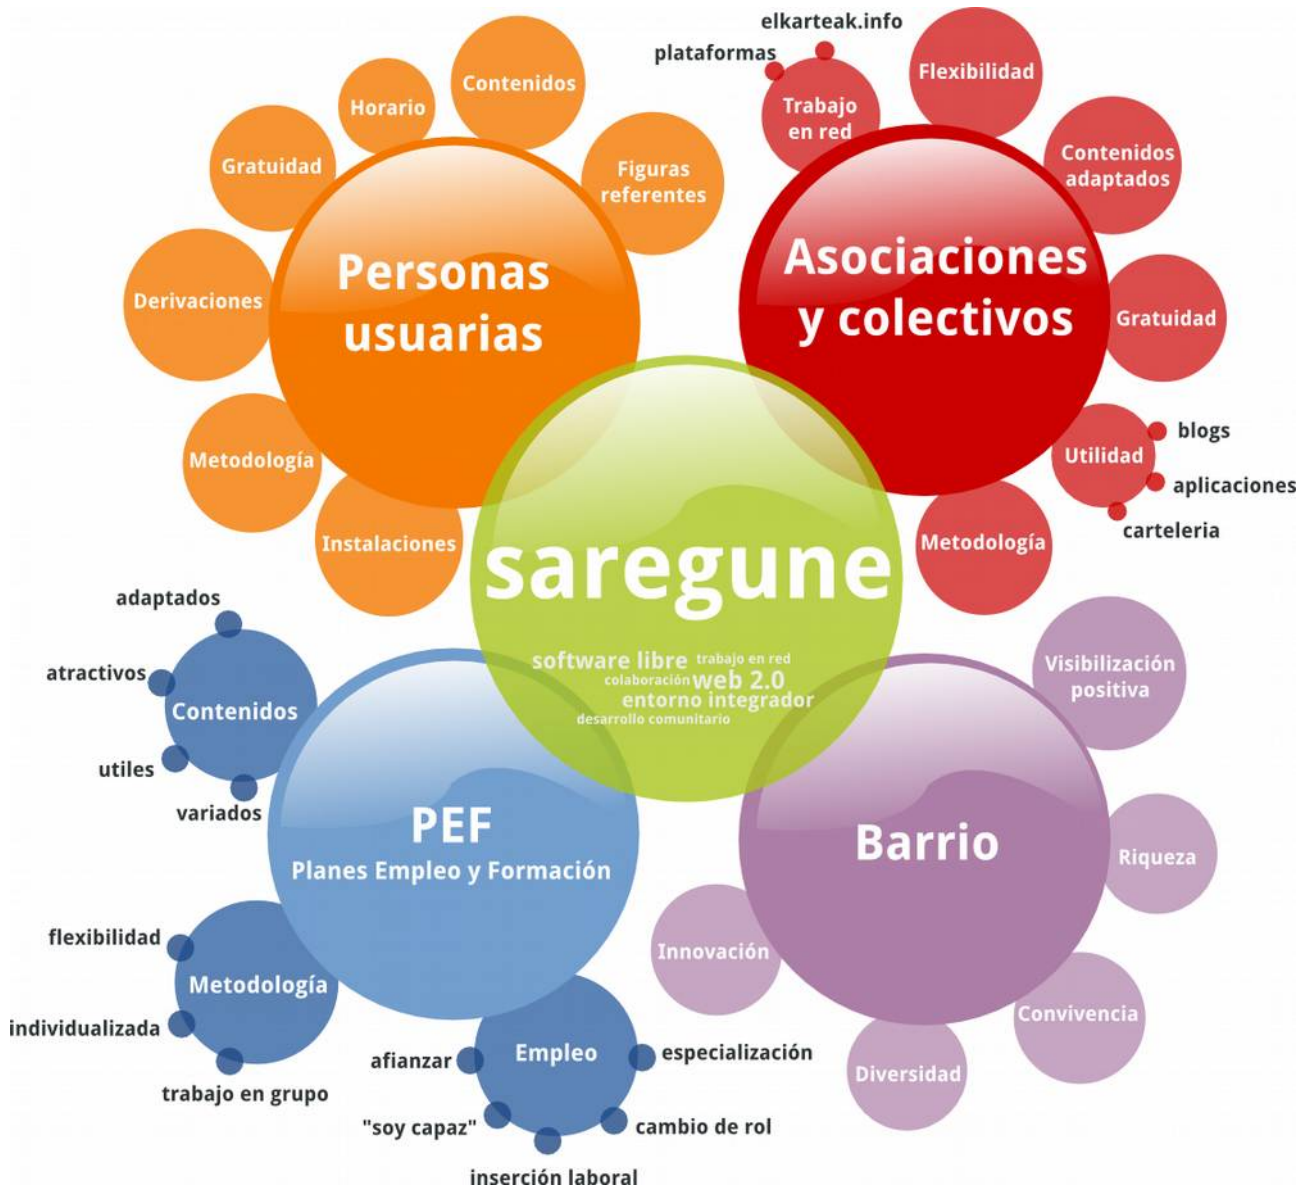 Personas
usuarias
Derivaciones
Gratuidad
Horario
Contenidos
Figuras
referentes
Metodología
Instalaciones
Asociaciones
y colectivos
plataformas
elkarteak.info
Trabajo
en red
Flexibilidad
Contenidos
adaptados
Gratuidad
Utilidad
blogs
aplicaciones
carteleria
Metodología
saregune
software libre trabajo en red
colaboración web 2.0
entorno integrador
desarrollo comunitario
PEF
Planes Empleo y Formación
adaptados
atractivos
Contenidos
utiles
variados
flexibilidad
Metodología
individualizada
trabajo en grupo
Empleo
afianzar
"soy capaz"
inserción laboral
cambio de rol
especialización
Barrio
Visibilización
positiva
Riqueza
Convivencia
Diversidad
Innovación